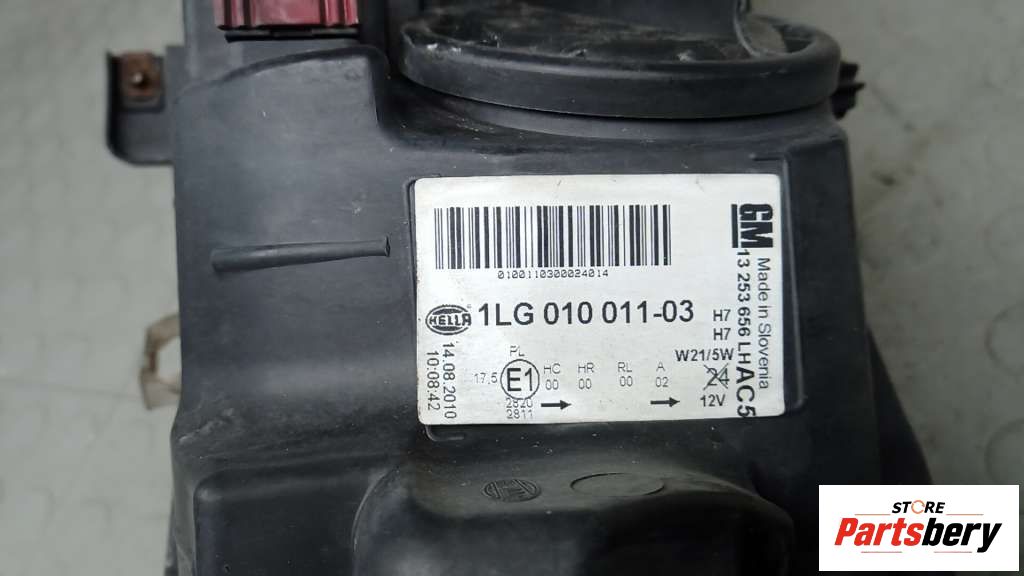 0100110300024014
HELLA 1LG 010 011-03
H7
H7
W21/5W
24
12V
PL HC HR RL A
17,5 E1 00 00 00 02
2820
2811
14.08.2010
10:08:42
GM
Made in Slovenia
13 253 656 LH AC5
STORE
Partsbery